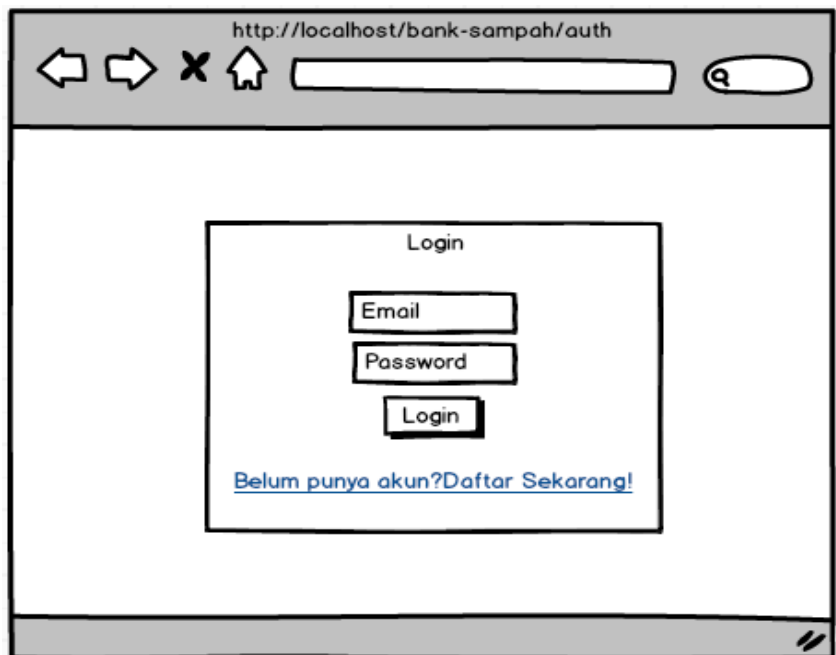 http://localhost/bank-sampah/auth
Login
Email
Password
Login
Belum punya akun?Daftar Sekarang!